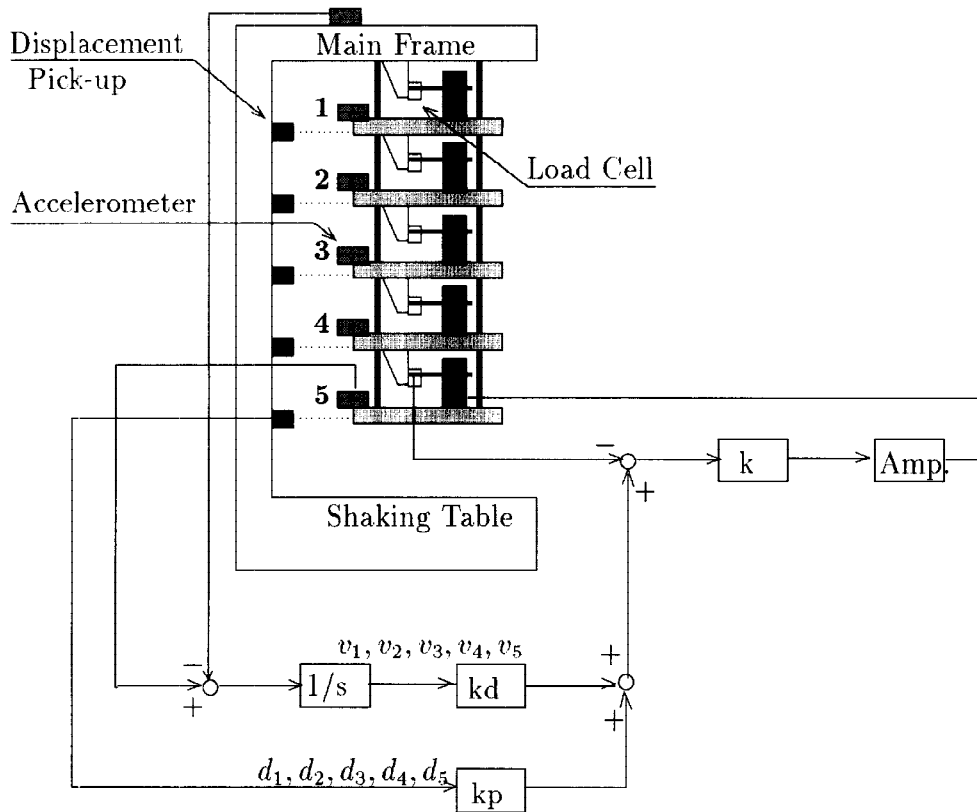 Main Frame
Displacement
Pick-up
1
Load Cell
2
Accelerometer
3
4
5
−
+
k
Amp.
Shaking Table
v₁, v₂, v₃, v₄, v₅
−
+
1/s
kd
+
+
d₁, d₂, d₃, d₄, d₅
kp